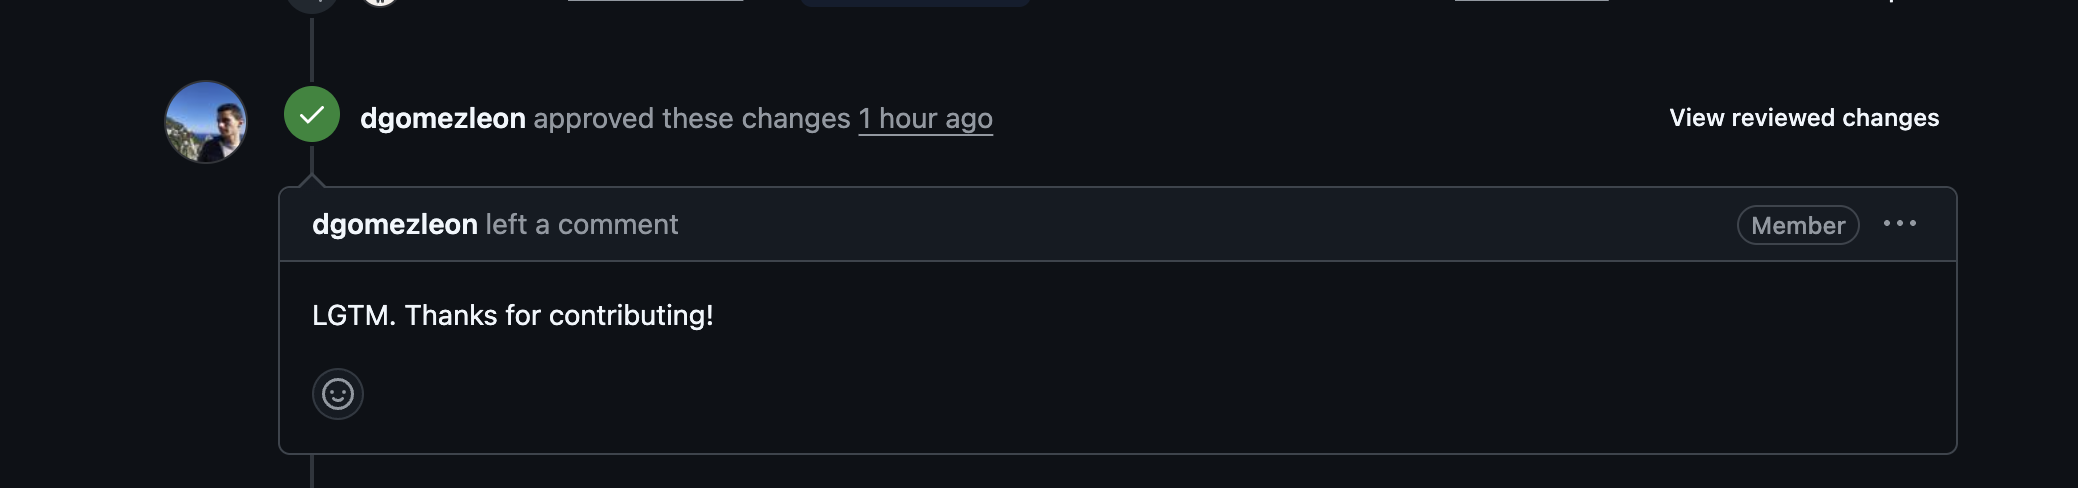 dgomezleon approved these changes 1 hour ago
View reviewed changes
dgomezleon left a comment
Member
LGTM. Thanks for contributing!